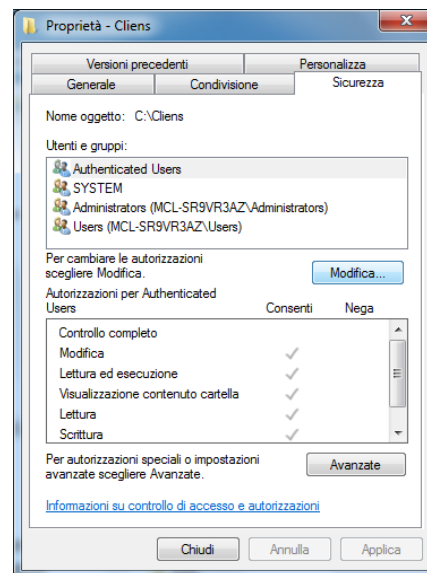 Proprietà - Cliens
Versioni precedenti Personalizza
Generale Condivisione Sicurezza
Nome oggetto: C:\Cliens
Utenti e gruppi:
Authenticated Users
SYSTEM
Administrators (MCL-SR9VR3AZ\Administrators)
Users (MCL-SR9VR3AZ\Users)
Per cambiare le autorizzazioni
scegliere Modifica.
Modifica...
Autorizzazioni per Authenticated
Users Consenti Nega
Controllo completo
Modifica
Lettura ed esecuzione
Visualizzazione contenuto cartella
Lettura
Scrittura
Per autorizzazioni speciali o impostazioni
avanzate scegliere Avanzate.
Avanzate
Informazioni su controllo di accesso e autorizzazioni
Chiudi Annulla Applica